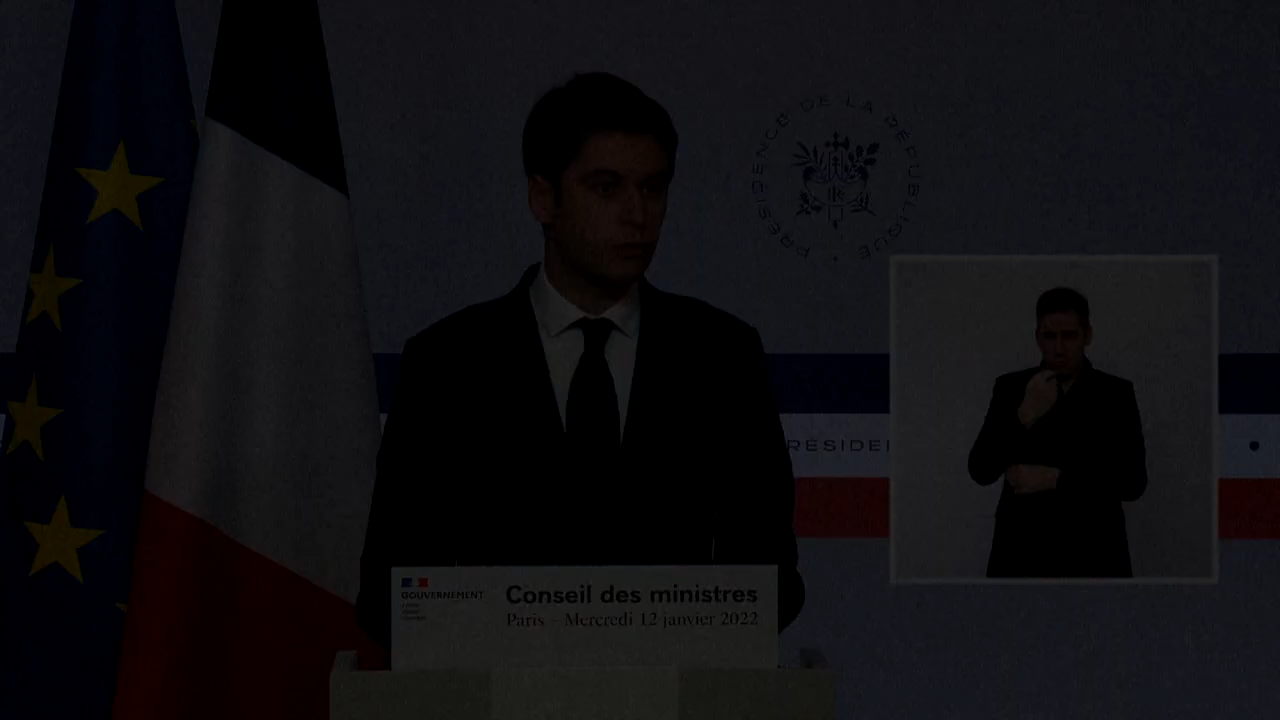 PRÉSIDENCE DE LA RÉPUBLIQUE
RÉSIDE
GOUVERNEMENT
Conseil des ministres
Paris – Mercredi 12 janvier 2022